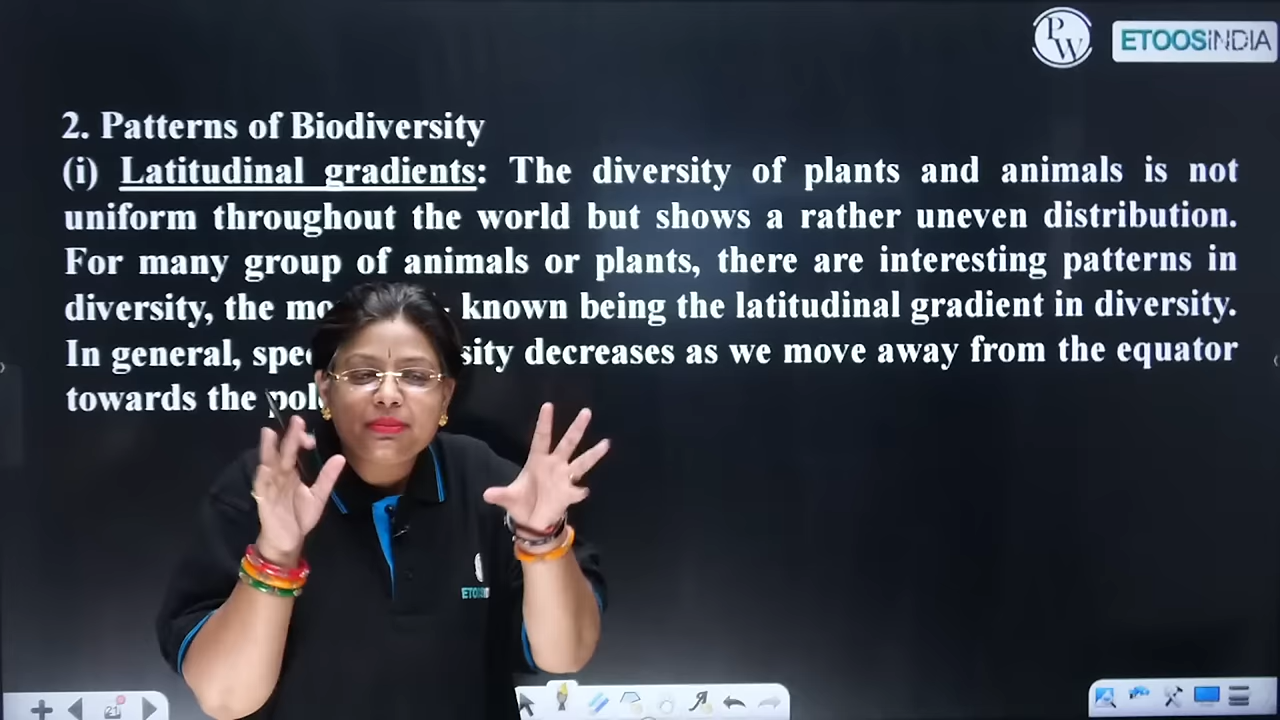 PW
ETOOSINDIA
2. Patterns of Biodiversity
(i) Latitudinal gradients: The diversity of plants and animals is not
uniform throughout the world but shows a rather uneven distribution.
For many group of animals or plants, there are interesting patterns in
diversity, the known being the latitudinal gradient in diversity.
In general, decreases as we move away from the equator
towards the
21